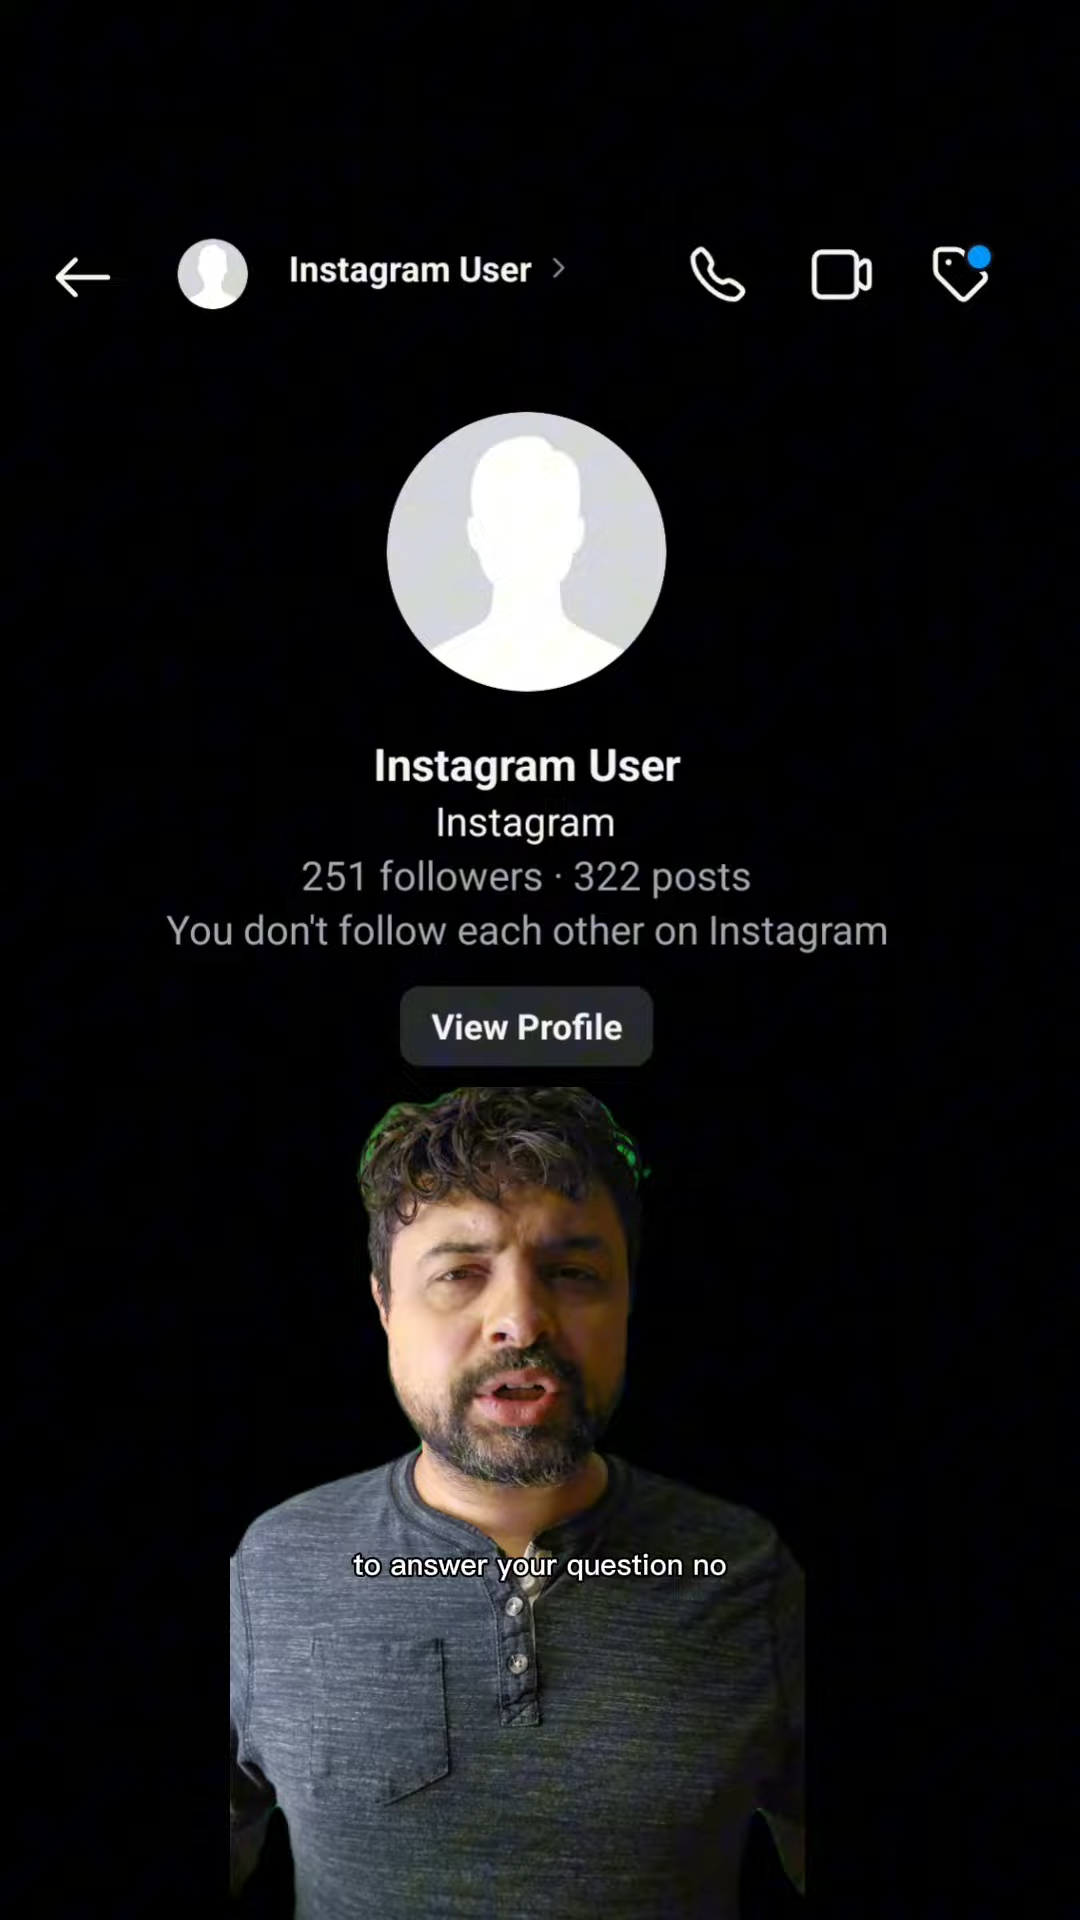 Instagram User
Instagram User
Instagram
251 followers · 322 posts
You don't follow each other on Instagram
View Profile
to answer your question no